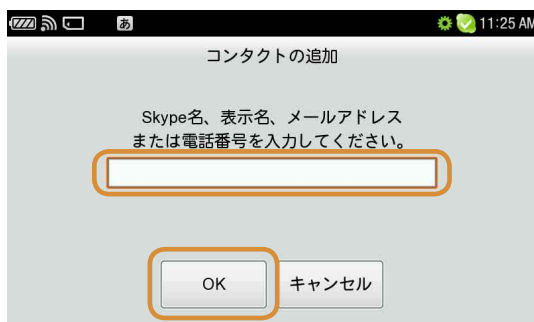 あ 11:25 AM
コンタクトの追加
Skype名、表示名、メールアドレス
または電話番号を入力してください。
OK キャンセル